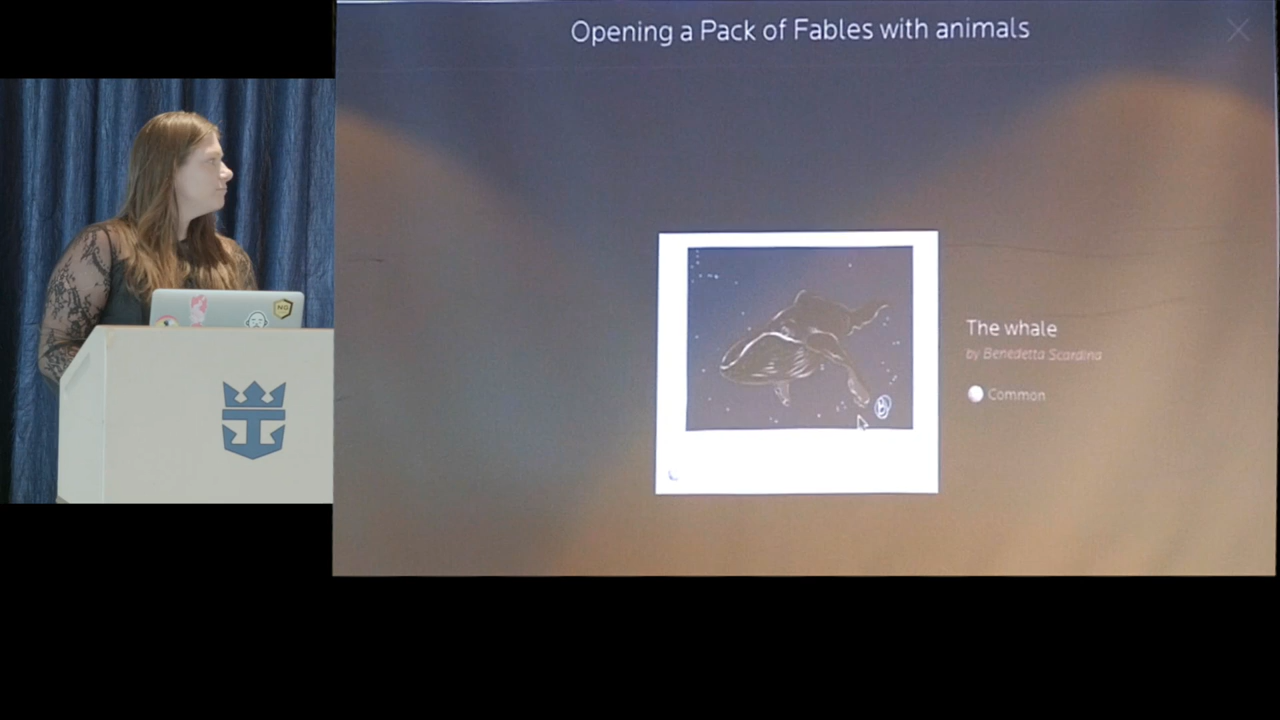 Opening a Pack of Fables with animals
The whale
by Benedetta Scardina
Common